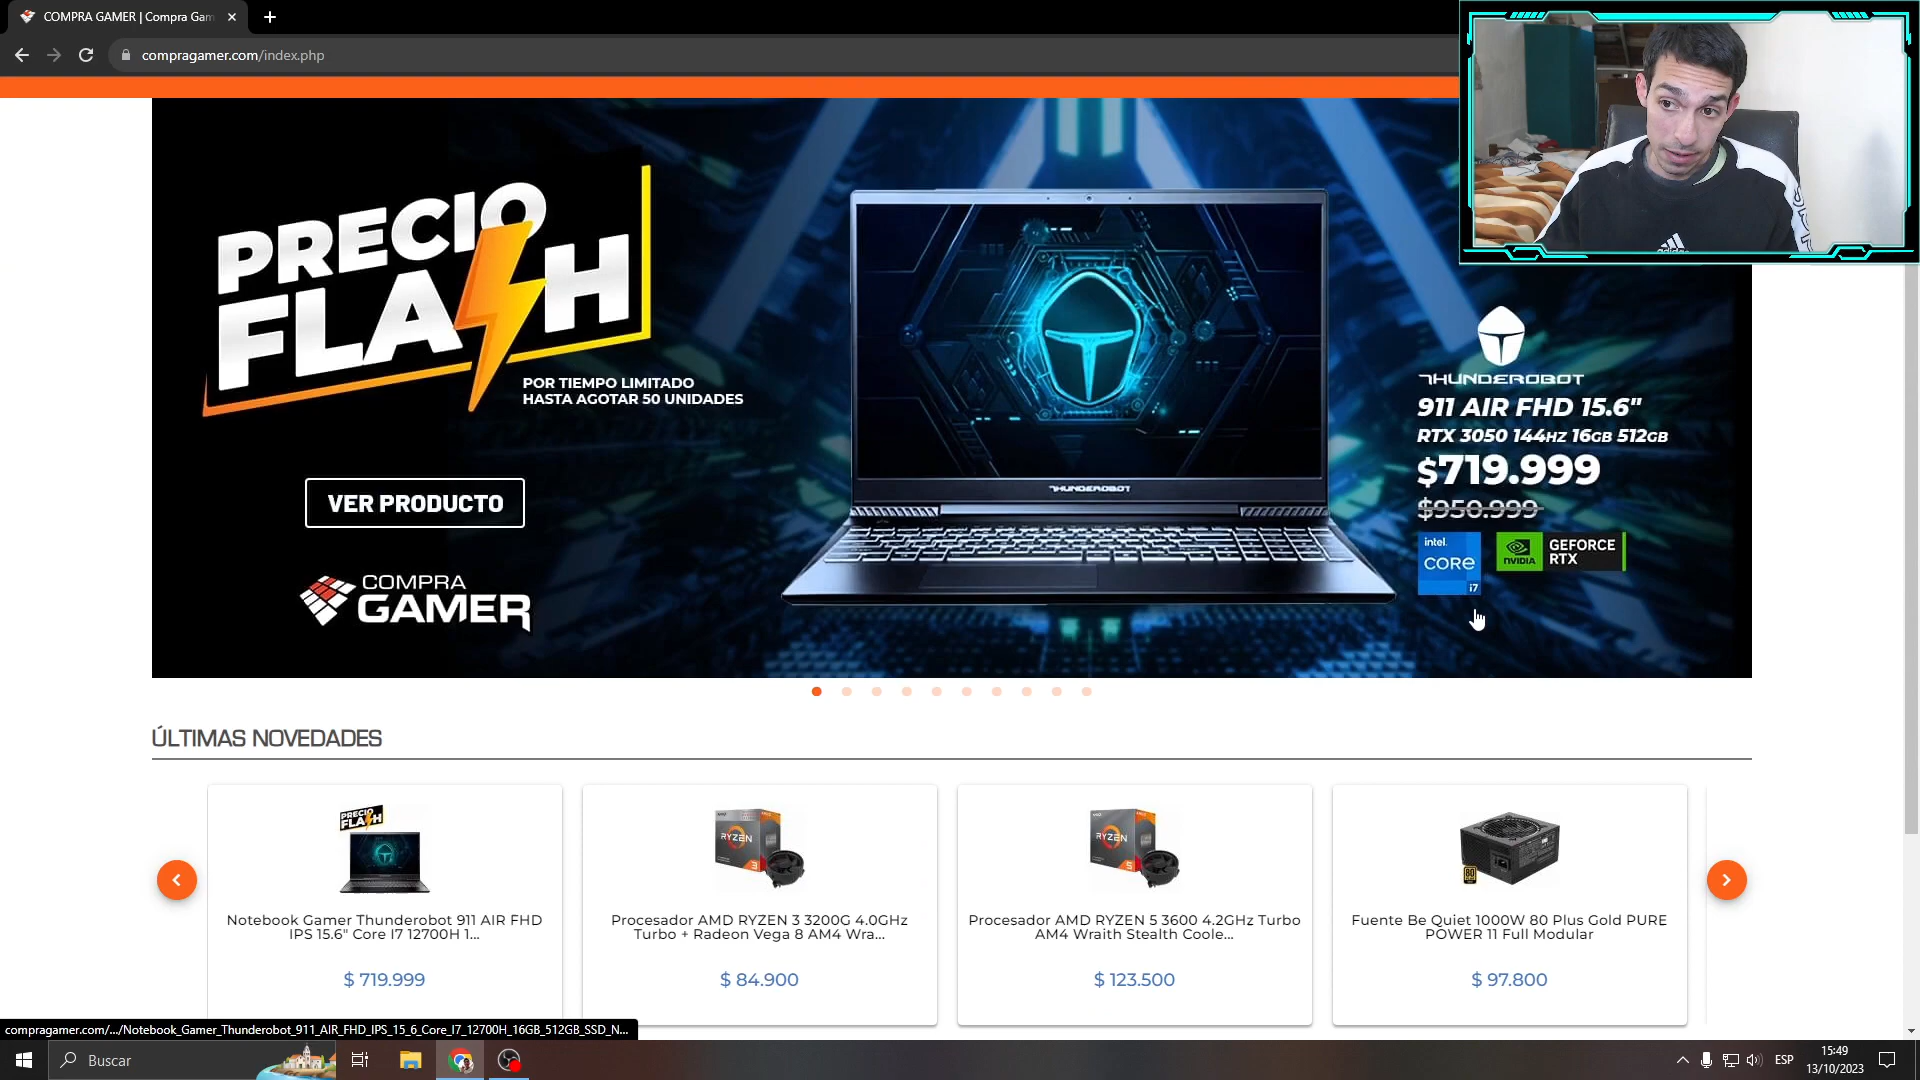 COMPRA GAMER | Compra Gam
compragamer.com/index.php
PRECIO
FLASH
POR TIEMPO LIMITADO
HASTA AGOTAR 50 UNIDADES
VER PRODUCTO
COMPRA
GAMER
THUNDEROBOT
THUNDEROBOT
911 AIR FHD 15.6"
RTX 3050 144HZ 16GB 512GB
$719.999
$950.999
intel.
CORE
i7
NVIDIA
GEFORCE
RTX
adidas
ÚLTIMAS NOVEDADES
PRECIO
FLASH
RYZEN
3
RYZEN
5
80
Notebook Gamer Thunderobot 911 AIR FHD
IPS 15.6" Core I7 12700H 1...
$ 719.999
Procesador AMD RYZEN 3 3200G 4.0GHz
Turbo + Radeon Vega 8 AM4 Wra...
$ 84.900
Procesador AMD RYZEN 5 3600 4.2GHz Turbo
AM4 Wraith Stealth Coole...
$ 123.500
Fuente Be Quiet 1000W 80 Plus Gold PURE
POWER 11 Full Modular
$ 97.800
compragamer.com/.../Notebook_Gamer_Thunderobot_911_AIR_FHD_IPS_15_6_Core_I7_12700H_16GB_512GB_SSD_N...
Buscar
ESP
15:49
13/10/2023